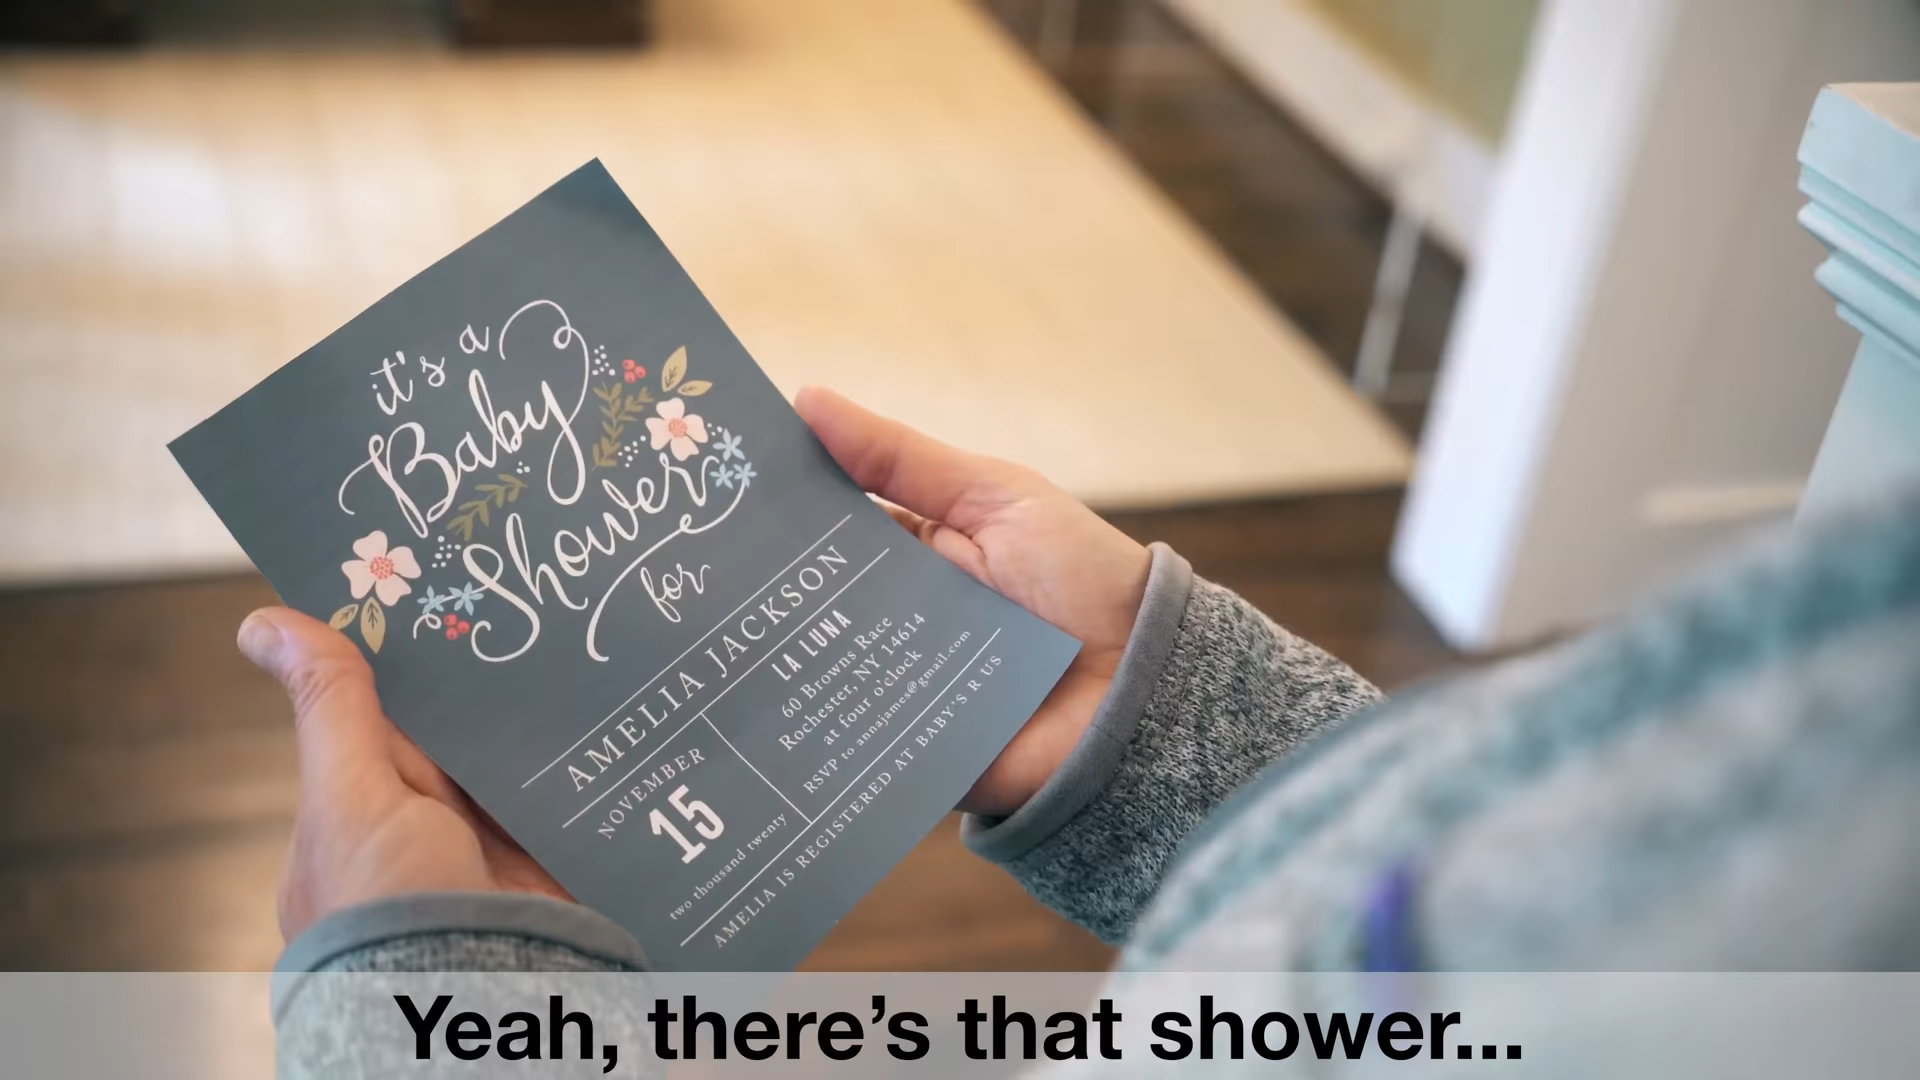 it's a
Baby
Shower
for
AMELIA JACKSON
NOVEMBER
15
two thousand twenty
LA LUNA
60 Browns Race
Rochester, NY 14614
at four o'clock
RSVP to annajames@gmail.com
AMELIA IS REGISTERED AT BABY'S R US
Yeah, there’s that shower...